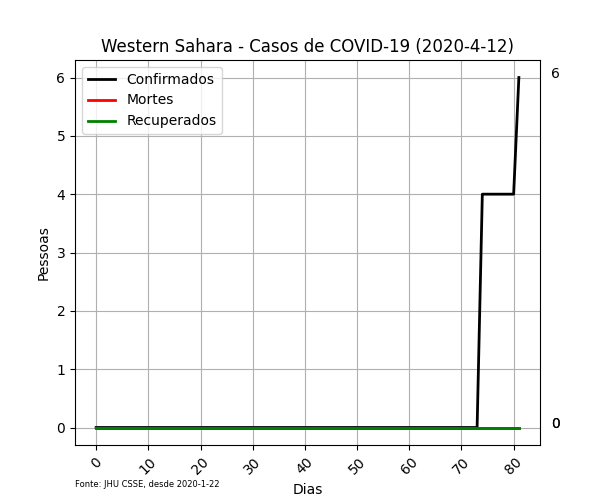 Western Sahara - Casos de COVID-19 (2020-4-12)
Confirmados
Mortes
Recuperados
6
5
4
3
2
1
0
Pessoas
6
0
0 10 20 30 40 50 60 70 80
Dias
Fonte: JHU CSSE, desde 2020-1-22